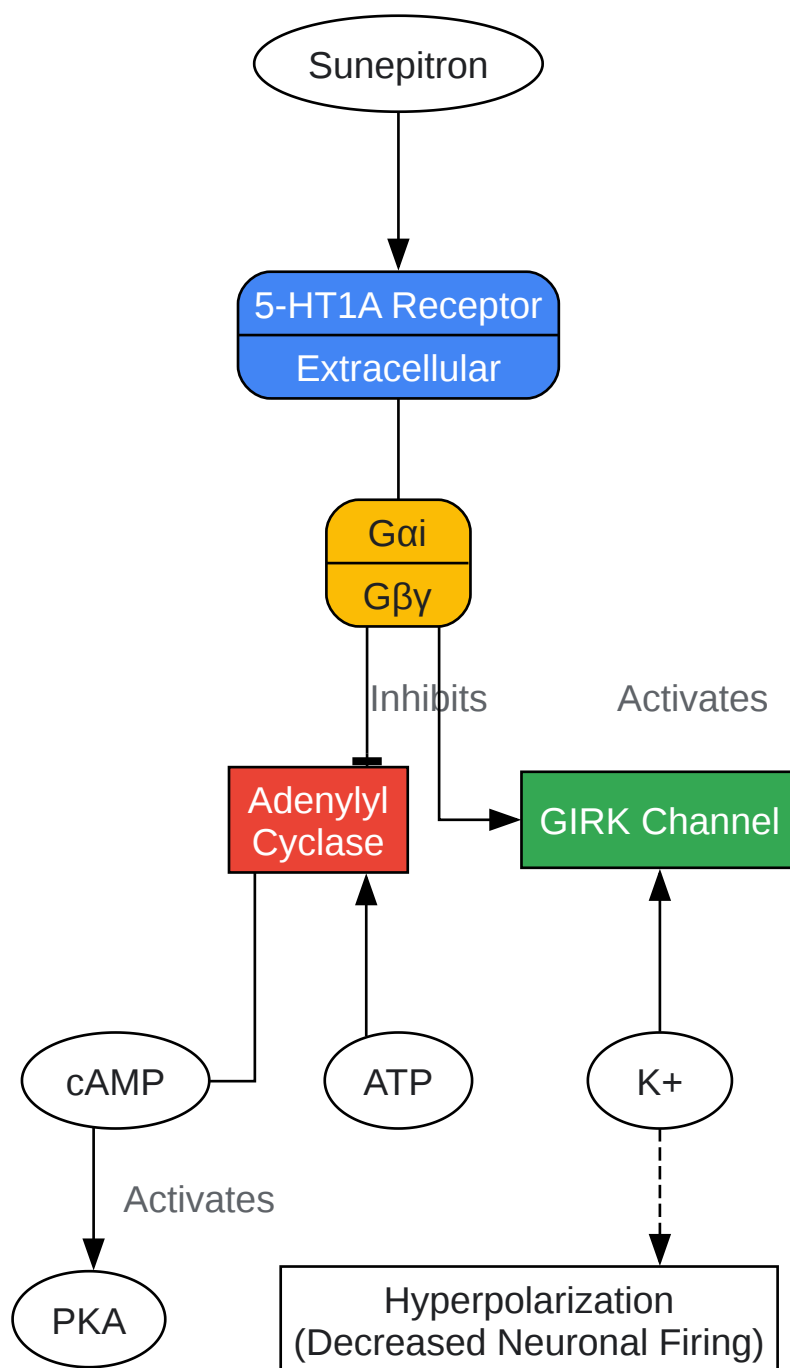 Sunepitron
5-HT1A Receptor
Extracellular
Gαi
Gβγ
Inhibits
Activates
Adenylyl
Cyclase
GIRK Channel
cAMP
ATP
K+
Activates
PKA
Hyperpolarization
(Decreased Neuronal Firing)